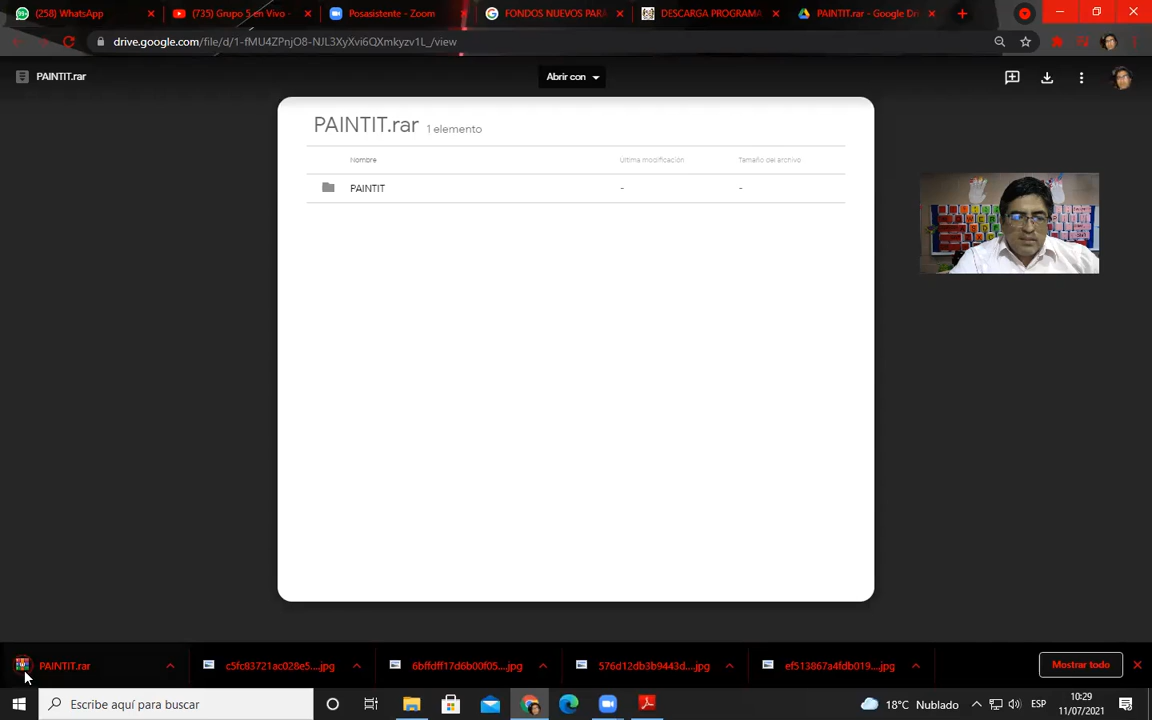 (258) WhatsApp
(735) Grupo 5 en Vivo -
Posasistente - Zoom
FONDOS NUEVOS PARA
DESCARGA PROGRAMA
PAINTIT.rar - Google Dri
drive.google.com/file/d/1-fMU4ZPnjO8-NJL3XyXvi6QXmkyzv1L_/view
PAINTIT.rar
Abrir con
PAINTIT.rar 1 elemento
Nombre Última modificación Tamaño del archivo
PAINTIT - -
PAINTIT.rar
c5fc83721ac028e5....jpg
6bffdff17d6b00f05....jpg
576d12db3b9443d....jpg
ef513867a4fdb019....jpg
Mostrar todo
Escribe aquí para buscar
18°C Nublado
ESP
10:29
11/07/2021